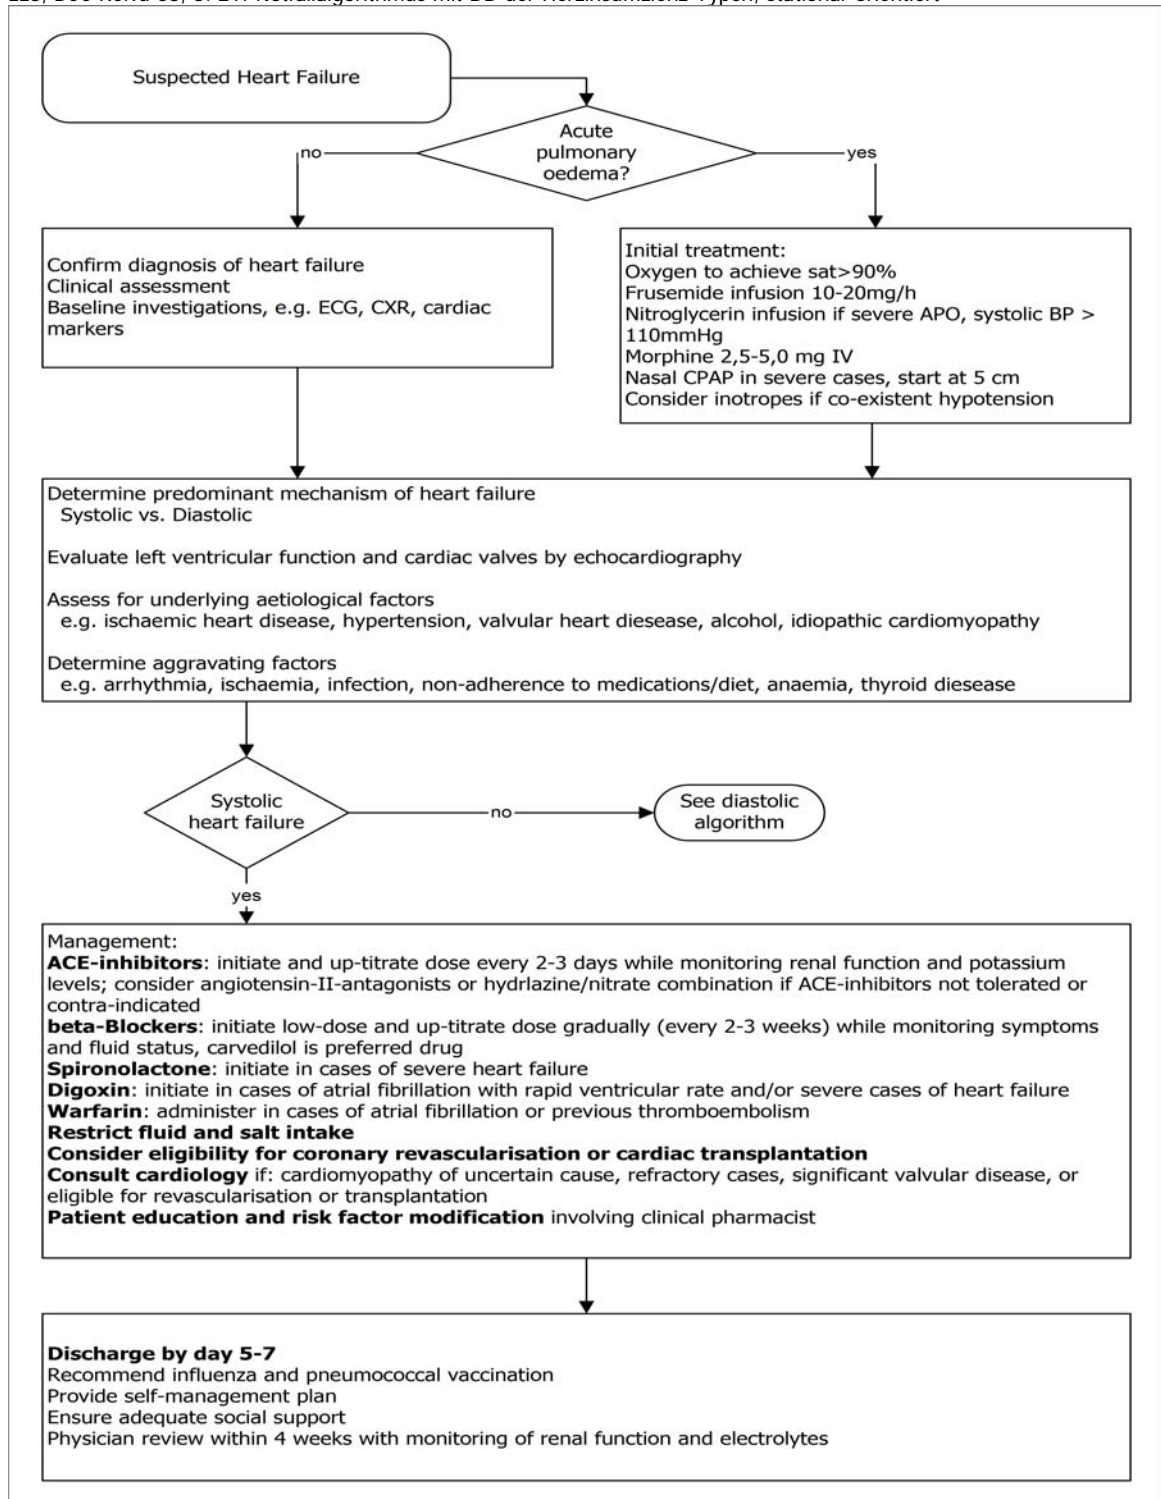 Suspected Heart Failure
Acute
pulmonary
oedema?
no
yes
Confirm diagnosis of heart failure
Clinical assessment
Baseline investigations, e.g. ECG, CXR, cardiac
markers
Initial treatment:
Oxygen to achieve sat>90%
Frusemide infusion 10-20mg/h
Nitroglycerin infusion if severe APO, systolic BP >
110mmHg
Morphine 2,5-5,0 mg IV
Nasal CPAP in severe cases, start at 5 cm
Consider inotropes if co-existent hypotension
Determine predominant mechanism of heart failure
Systolic vs. Diastolic
Evaluate left ventricular function and cardiac valves by echocardiography
Assess for underlying aetiological factors
e.g. ischaemic heart disease, hypertension, valvular heart diesease, alcohol, idiopathic cardiomyopathy
Determine aggravating factors
e.g. arrhythmia, ischaemia, infection, non-adherence to medications/diet, anaemia, thyroid diesease
Systolic
heart failure
no
See diastolic
algorithm
yes
Management:
ACE-inhibitors: initiate and up-titrate dose every 2-3 days while monitoring renal function and potassium
levels; consider angiotensin-II-antagonists or hydrlazine/nitrate combination if ACE-inhibitors not tolerated or
contra-indicated
beta-Blockers: initiate low-dose and up-titrate dose gradually (every 2-3 weeks) while monitoring symptoms
and fluid status, carvedilol is preferred drug
Spironolactone: initiate in cases of severe heart failure
Digoxin: initiate in cases of atrial fibrillation with rapid ventricular rate and/or severe cases of heart failure
Warfarin: administer in cases of atrial fibrillation or previous thromboembolism
Restrict fluid and salt intake
Consider eligibility for coronary revascularisation or cardiac transplantation
Consult cardiology if: cardiomyopathy of uncertain cause, refractory cases, significant valvular disease, or
eligible for revascularisation or transplantation
Patient education and risk factor modification involving clinical pharmacist
Discharge by day 5-7
Recommend influenza and pneumococcal vaccination
Provide self-management plan
Ensure adequate social support
Physician review within 4 weeks with monitoring of renal function and electrolytes